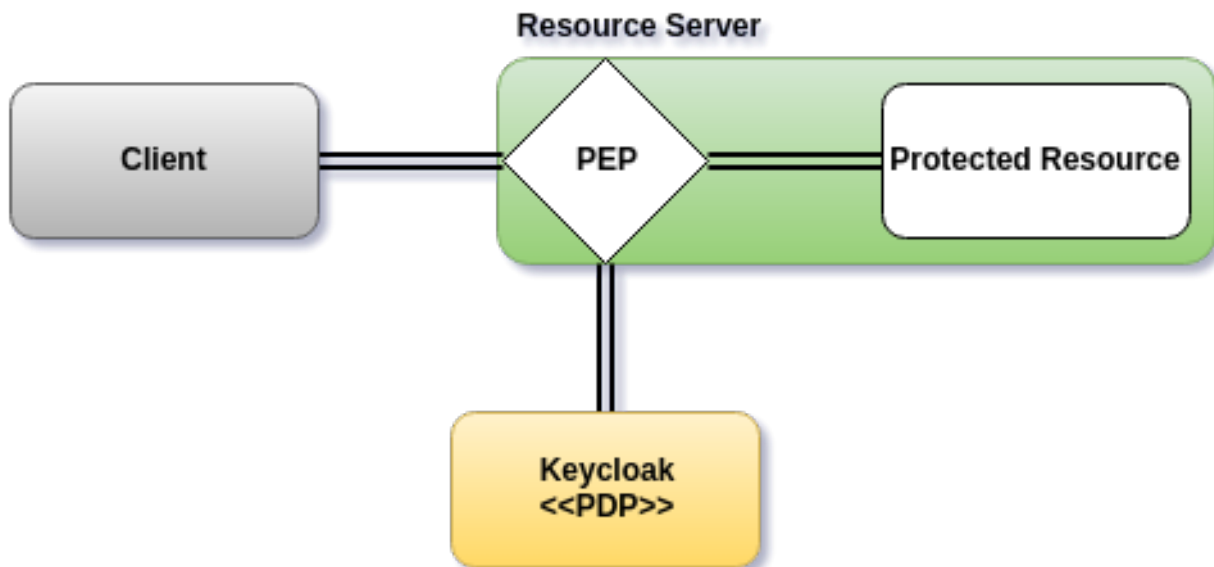 Resource Server
Client
PEP
Protected Resource
Keycloak
<<PDP>>